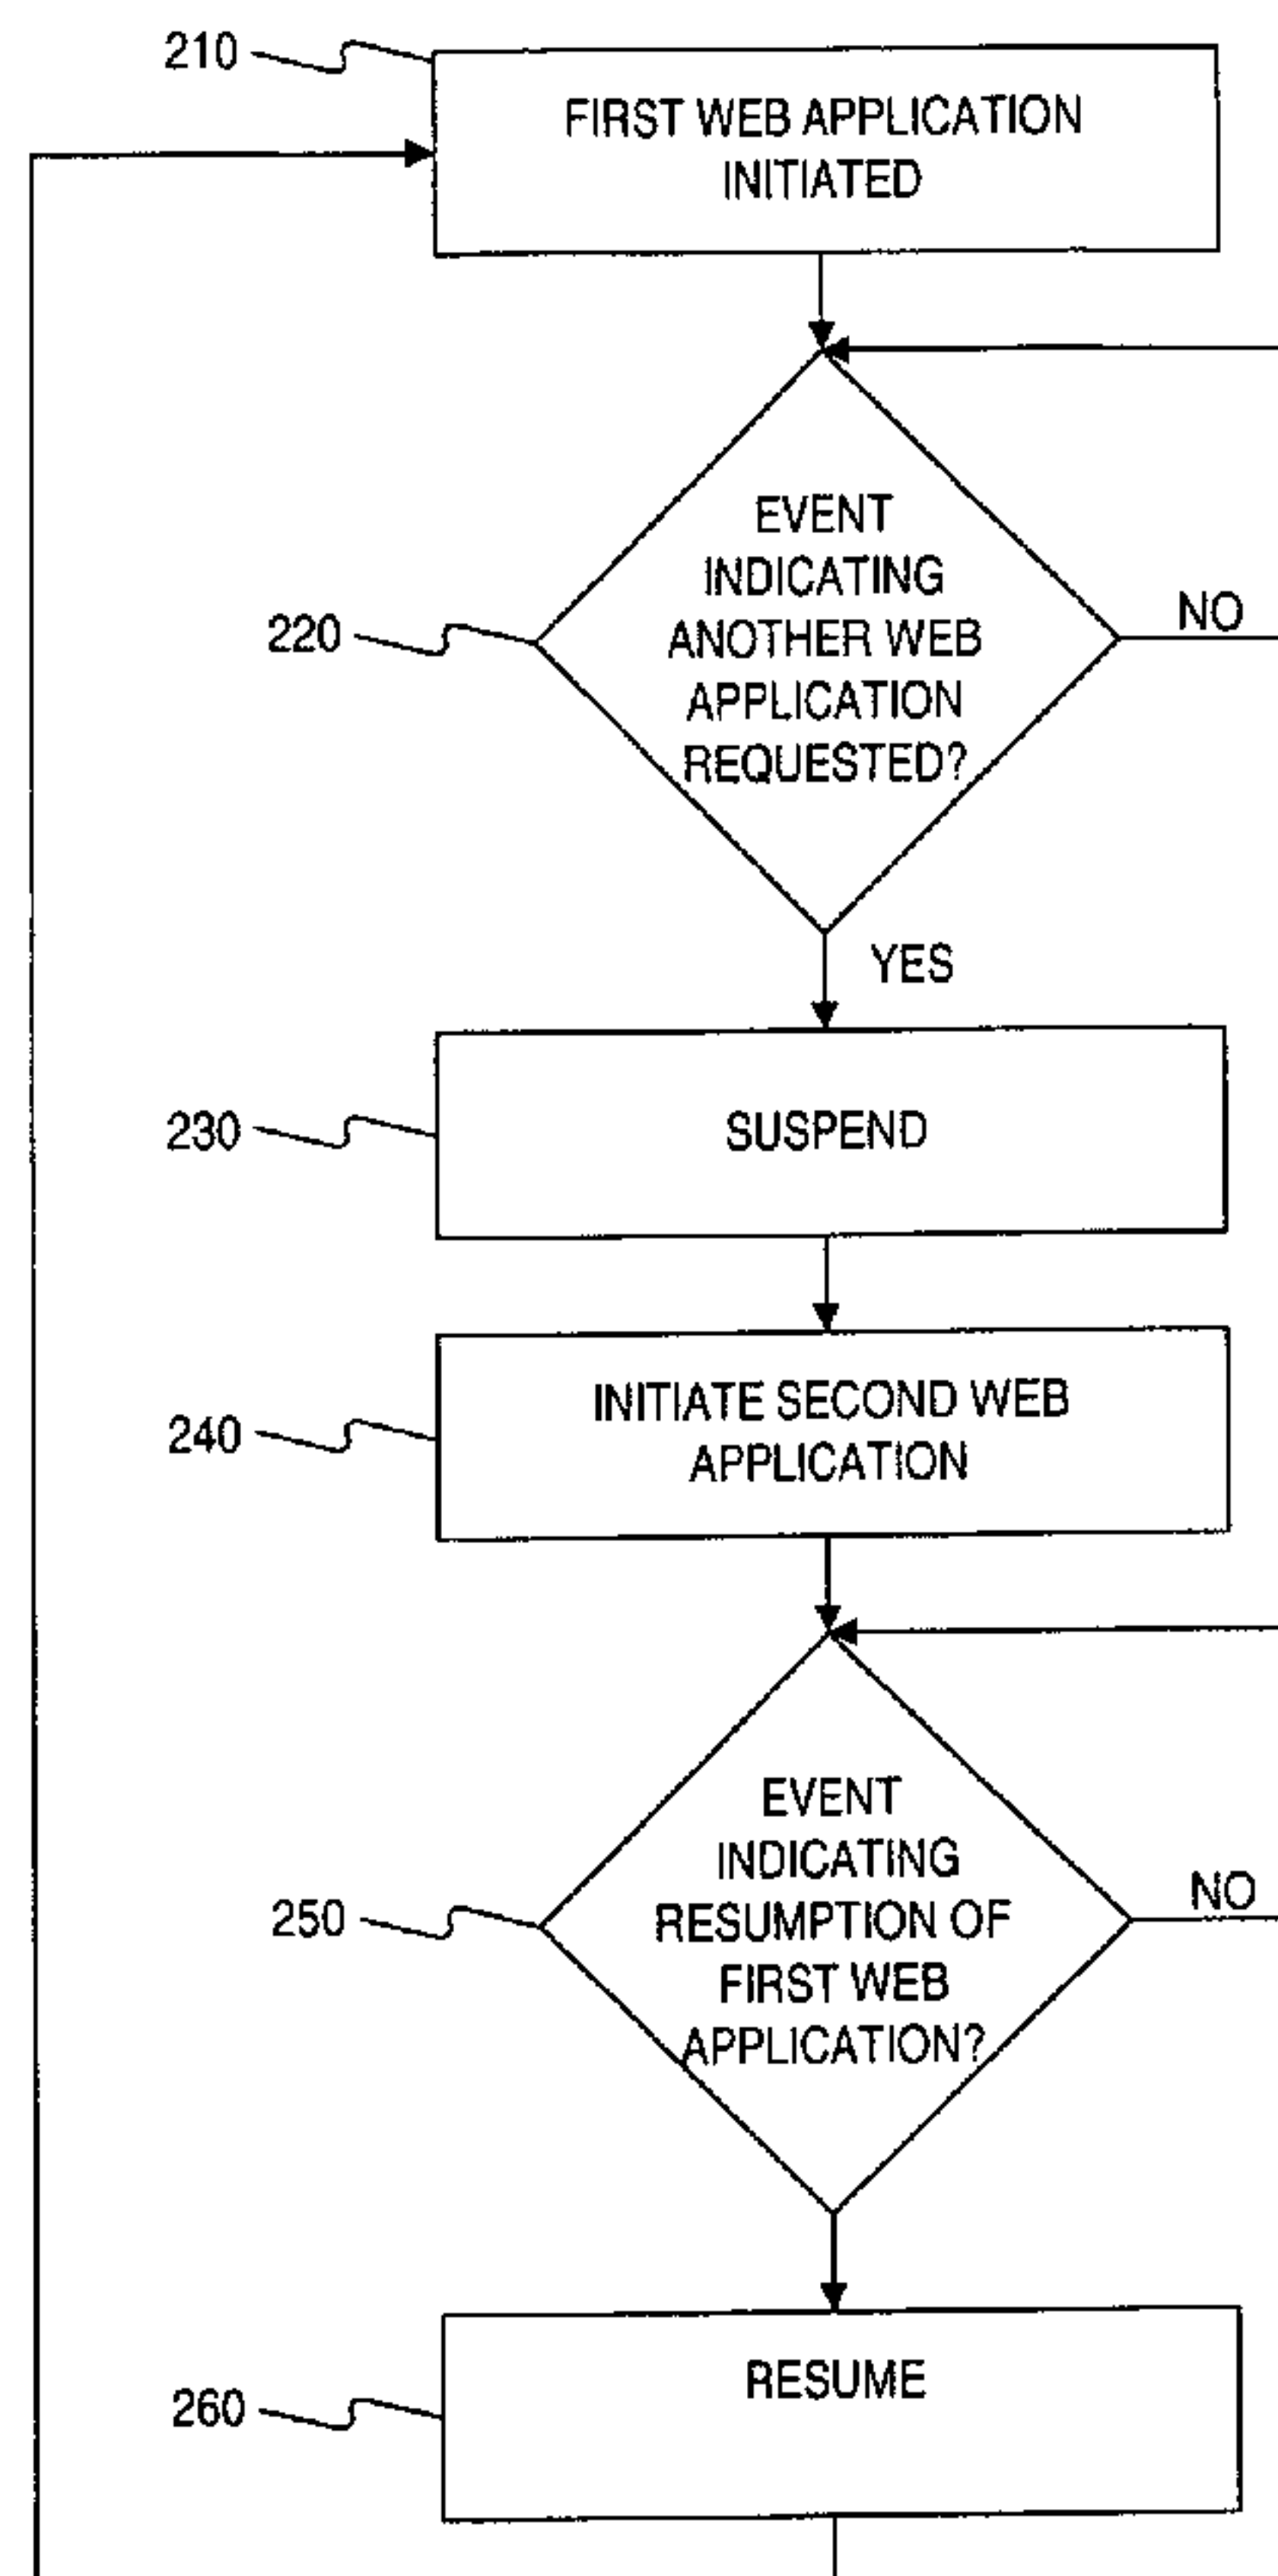 210
FIRST WEB APPLICATION
INITIATED
EVENT
INDICATING
ANOTHER WEB
APPLICATION
REQUESTED?
220
NO
YES
230
SUSPEND
240
INITIATE SECOND WEB
APPLICATION
EVENT
INDICATING
RESUMPTION OF
FIRST WEB
APPLICATION?
250
NO
260
RESUME